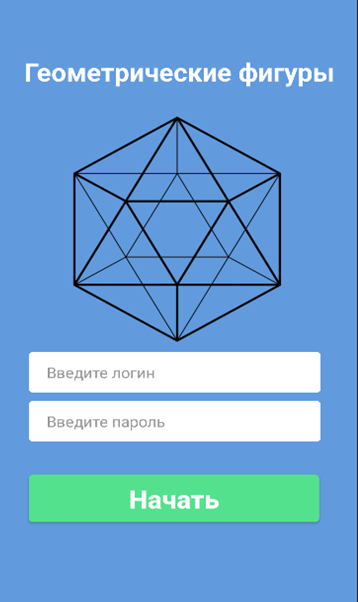 Геометрические фигуры
Введите логин
Введите пароль
Начать